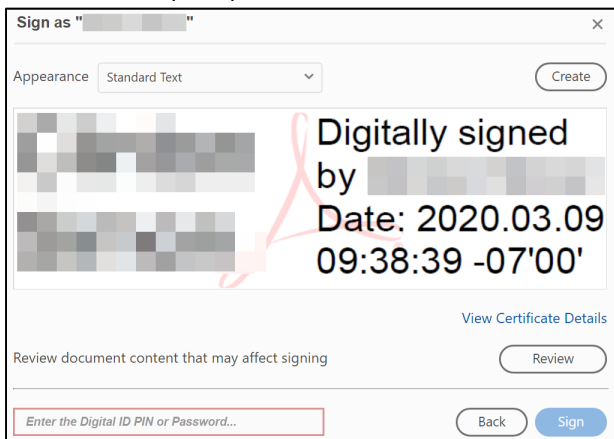 Sign as " "
Appearance Standard Text Create
Digitally signed
by
Date: 2020.03.09
09:38:39 -07'00'
View Certificate Details
Review document content that may affect signing Review
Enter the Digital ID PIN or Password... Back Sign